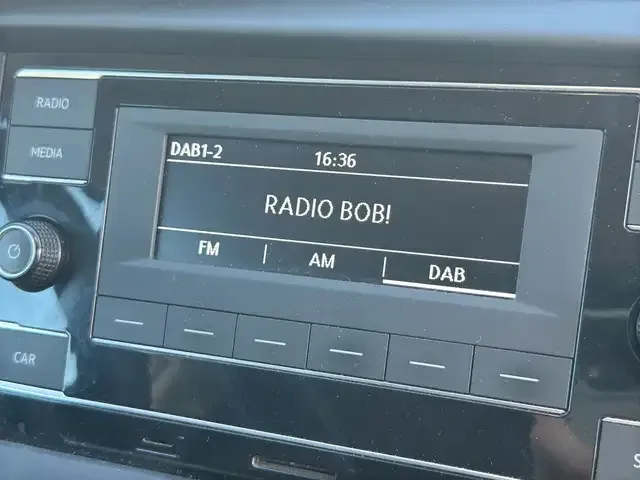 RADIO
MEDIA
DAB1-2 16:36
RADIO BOB!
FM AM DAB
CAR
S